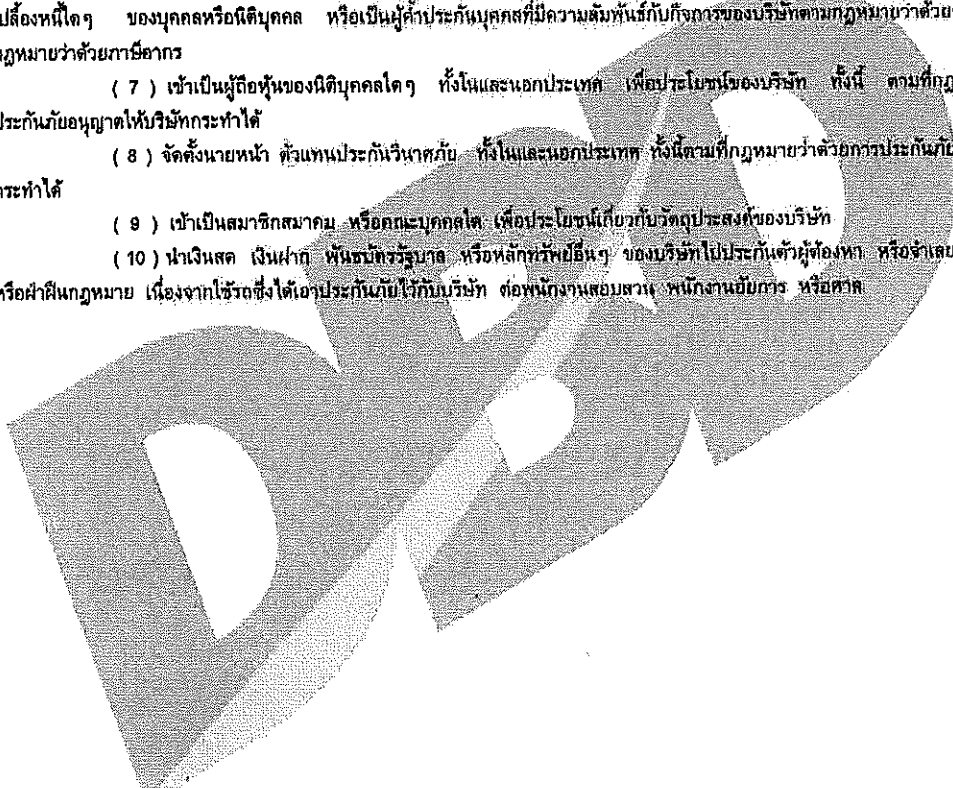 เปลื้องหนี้ใดๆ ของบุคคลหรือนิติบุคคล หรือเป็นผู้ค้ำประกันบุคคลที่มีความสัมพันธ์กับกิจการของบริษัทตามกฎหมายว่าด้วย
กฎหมายว่าด้วยภาษีอากร
( 7 ) เข้าเป็นผู้ถือหุ้นของนิติบุคคลใดๆ ทั้งในและนอกประเทศ เพื่อประโยชน์ของบริษัท ทั้งนี้ ตามที่กฎ
ประกันภัยอนุญาตให้บริษัทกระทำได้
( 8 ) จัดตั้งนายหน้า ตัวแทนประกันวินาศภัย ทั้งในและนอกประเทศ ทั้งนี้ตามที่กฎหมายว่าด้วยการประกันภัย
กระทำได้
( 9 ) เข้าเป็นสมาชิกสมาคม หรือคณะบุคคลใด เพื่อประโยชน์เกี่ยวกับวัตถุประสงค์ของบริษัท
( 10 ) นำเงินสด เงินฝาก พันธบัตรรัฐบาล หรือหลักทรัพย์อื่นๆ ของบริษัทไปประกันตัวผู้ต้องหา หรือจำเลย
หรือฝ่าฝืนกฎหมาย เนื่องจากใช้รถซึ่งได้เอาประกันภัยไว้กับบริษัท ต่อพนักงานสอบสวน พนักงานอัยการ หรือศาล
DBD